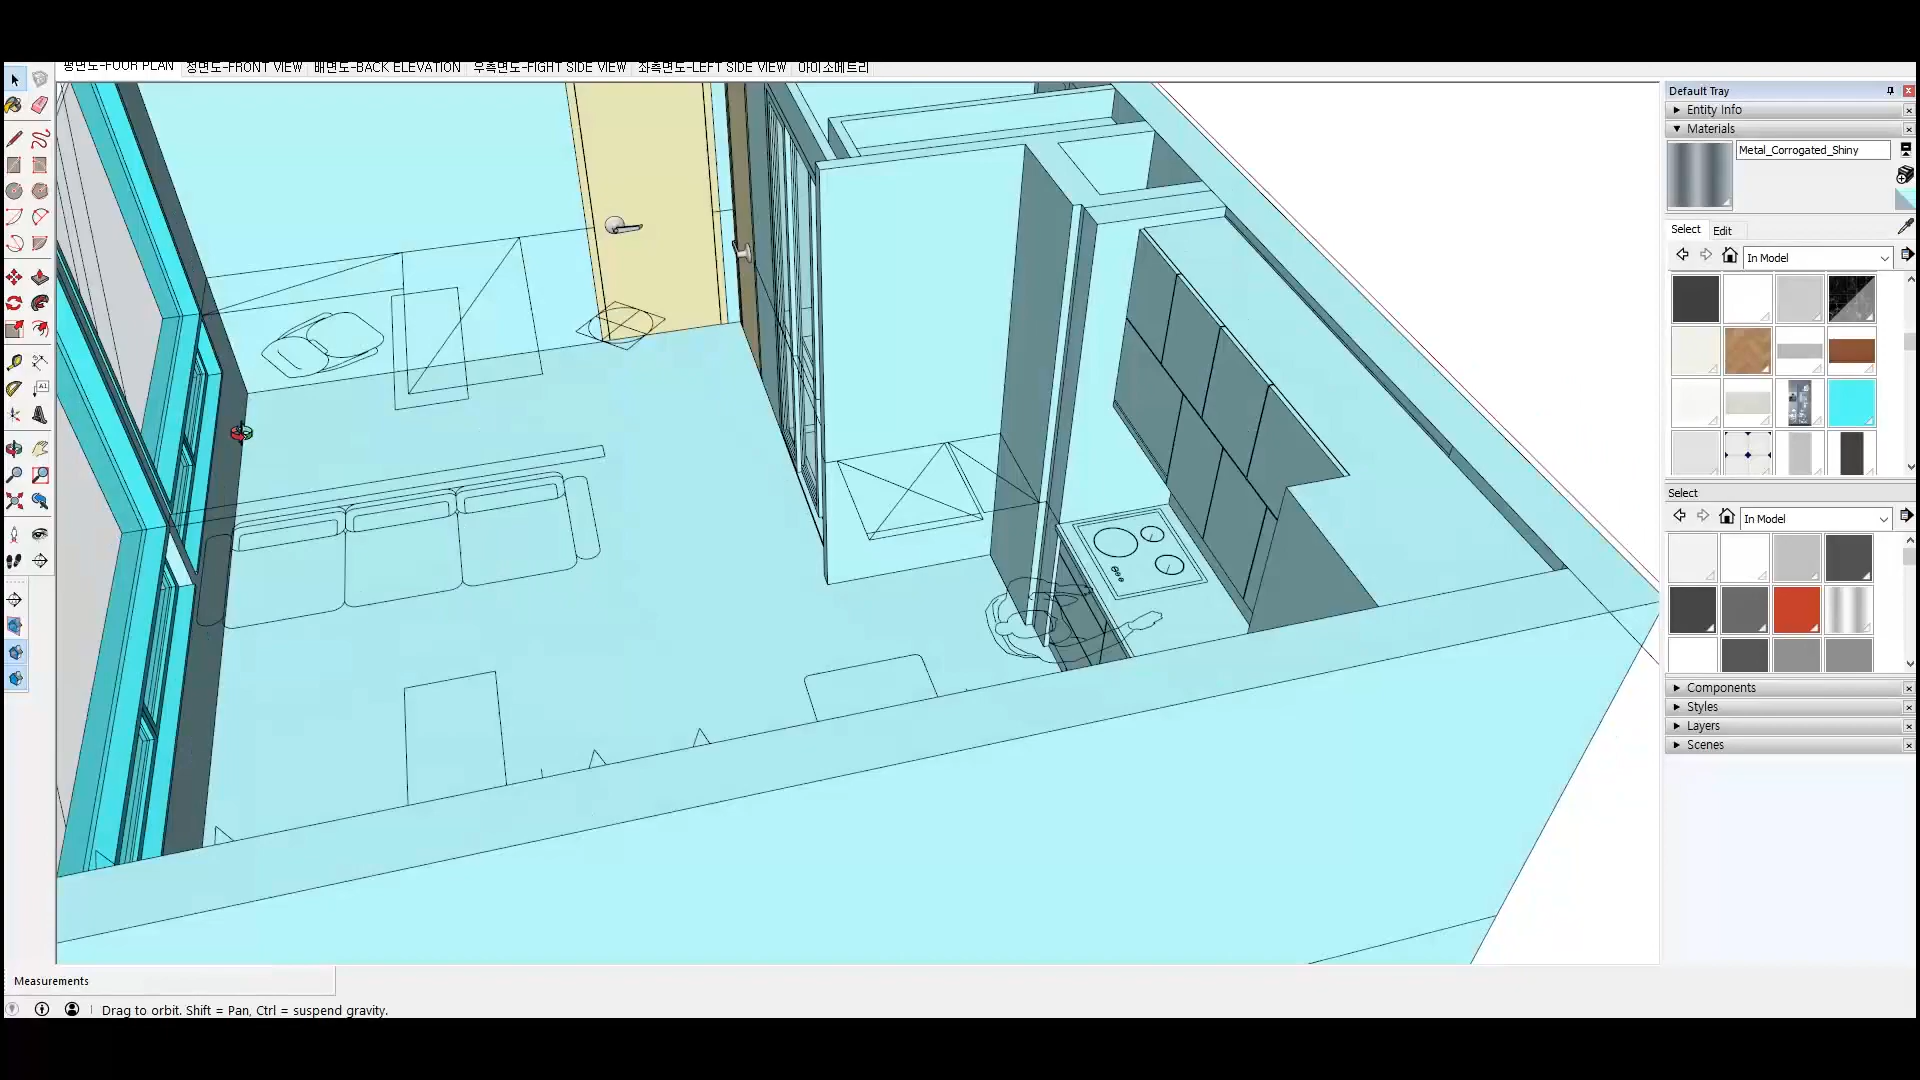 평면도-FOUR PLAN 정면도-FRONT VIEW 배면도-BACK ELEVATION 우측면도-FIGHT SIDE VIEW 좌측면도-LEFT SIDE VIEW 아이소메트리
Default Tray
Entity Info
Materials
Metal_Corrogated_Shiny
Select Edit
In Model
Select
In Model
Components
Styles
Layers
Scenes
Measurements
Drag to orbit. Shift = Pan, Ctrl = suspend gravity.